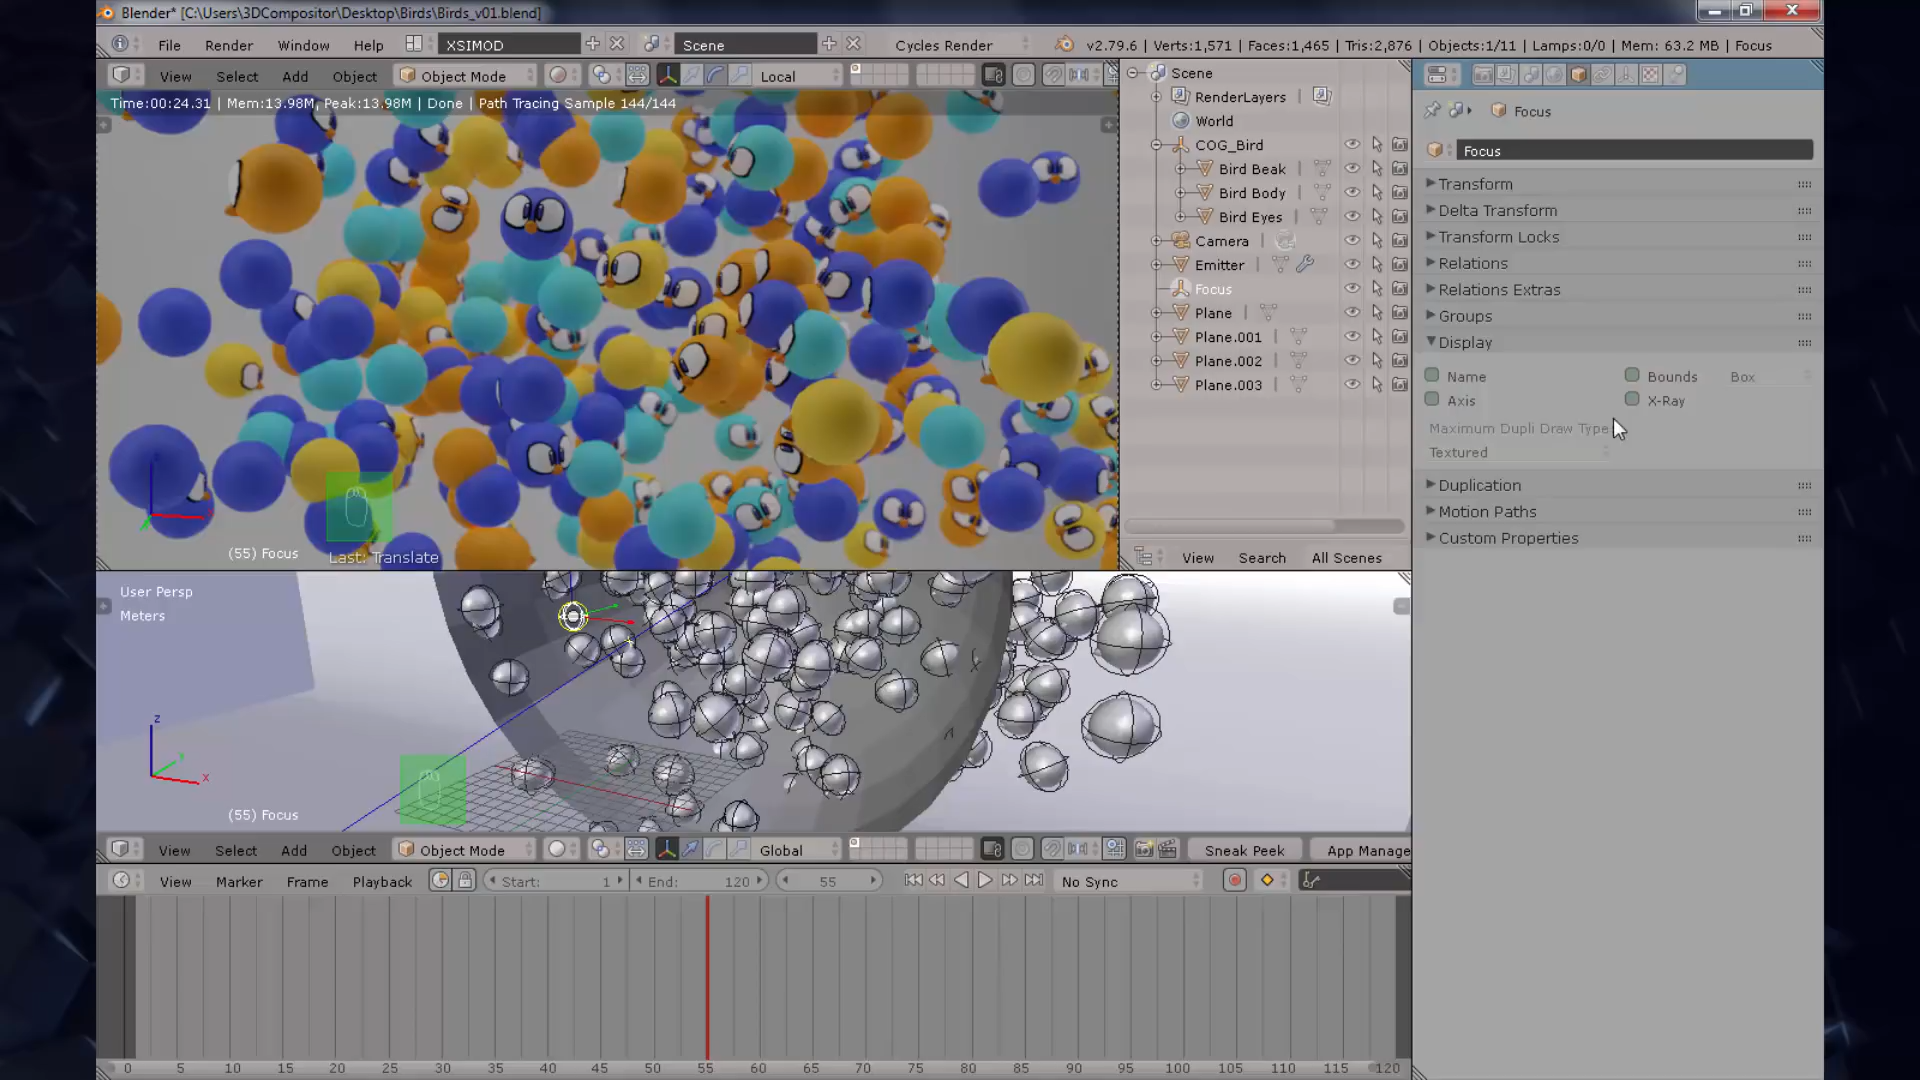 Blender* [C:\Users\3DCompositor\Desktop\Birds\Birds_v01.blend]
File Render Window Help XSIMOD Scene Cycles Render v2.79.6 | Verts:1,571 | Faces:1,465 | Tris:2,876 | Objects:1/11 | Lamps:0/0 | Mem: 63.2 MB | Focus
View Select Add Object Object Mode Local
Time:00:24.31 | Mem:13.98M, Peak:13.98M | Done | Path Tracing Sample 144/144
(55) Focus
Last: Translate
Scene
RenderLayers
World
COG_Bird
Bird Beak
Bird Body
Bird Eyes
Camera
Emitter
Focus
Plane
Plane.001
Plane.002
Plane.003
View Search All Scenes
Focus
Focus
Transform
Delta Transform
Transform Locks
Relations
Relations Extras
Groups
Display
Name Bounds Box
Axis X-Ray
Maximum Dupli Draw Type
Textured
Duplication
Motion Paths
Custom Properties
User Persp
Meters
z
y
x
(55) Focus
View Select Add Object Object Mode Global Sneak Peek App Manage
View Marker Frame Playback Start: 1 End: 120 55 No Sync
0 5 10 15 20 25 30 35 40 45 50 55 60 65 70 75 80 85 90 95 100 105 110 115 120